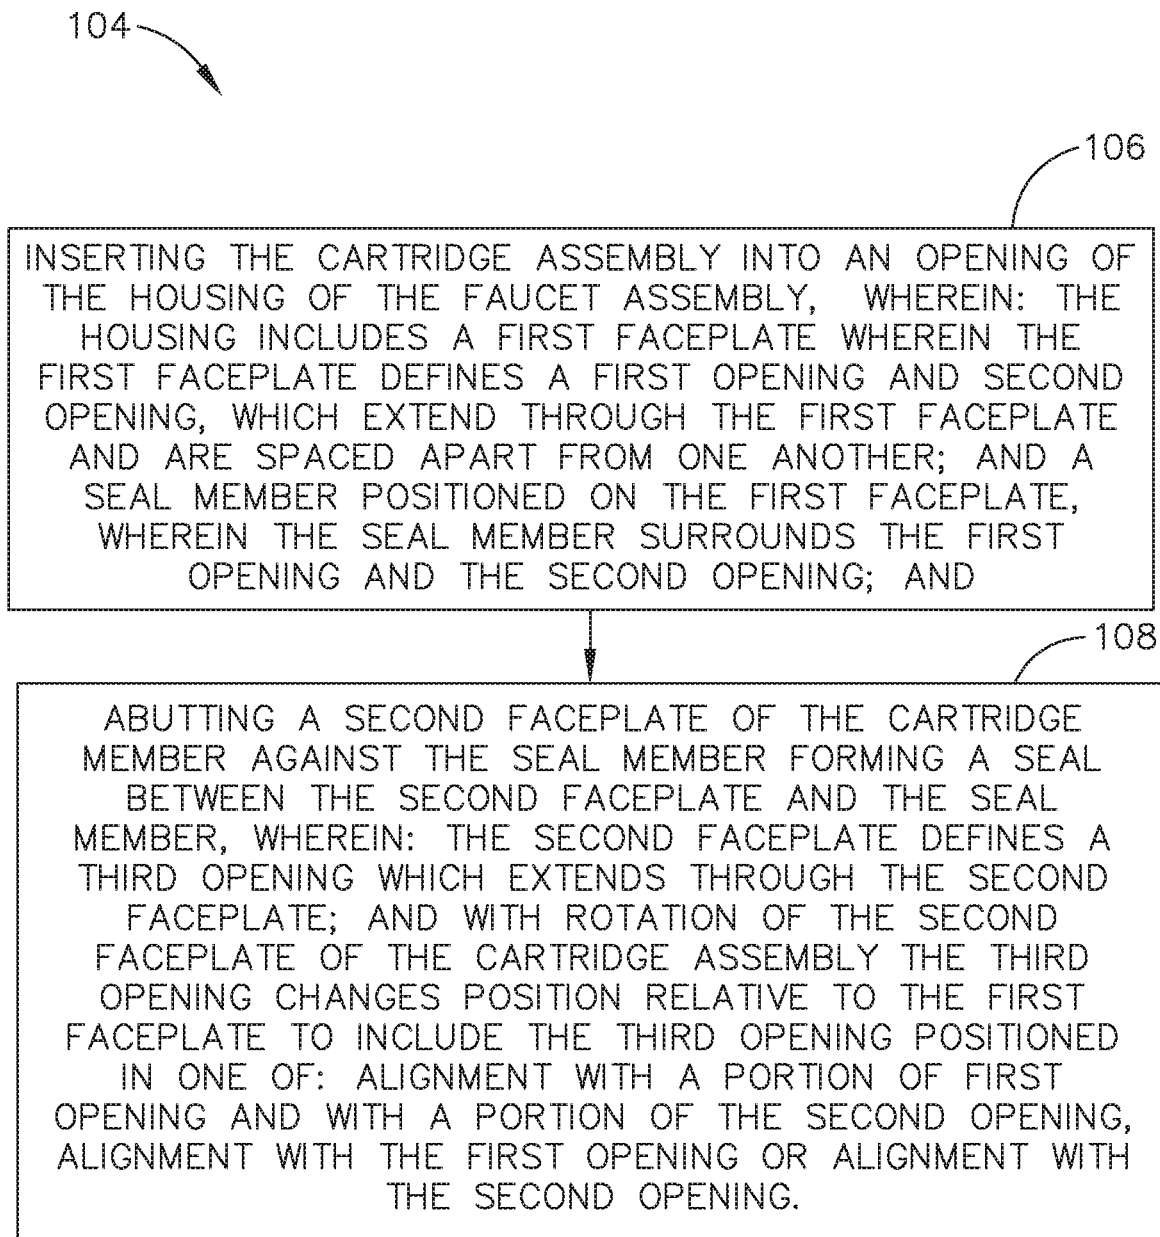 104
106
INSERTING THE CARTRIDGE ASSEMBLY INTO AN OPENING OF
THE HOUSING OF THE FAUCET ASSEMBLY, WHEREIN: THE
HOUSING INCLUDES A FIRST FACEPLATE WHEREIN THE
FIRST FACEPLATE DEFINES A FIRST OPENING AND SECOND
OPENING, WHICH EXTEND THROUGH THE FIRST FACEPLATE
AND ARE SPACED APART FROM ONE ANOTHER; AND A
SEAL MEMBER POSITIONED ON THE FIRST FACEPLATE,
WHEREIN THE SEAL MEMBER SURROUNDS THE FIRST
OPENING AND THE SECOND OPENING; AND
108
ABUTTING A SECOND FACEPLATE OF THE CARTRIDGE
MEMBER AGAINST THE SEAL MEMBER FORMING A SEAL
BETWEEN THE SECOND FACEPLATE AND THE SEAL
MEMBER, WHEREIN: THE SECOND FACEPLATE DEFINES A
THIRD OPENING WHICH EXTENDS THROUGH THE SECOND
FACEPLATE; AND WITH ROTATION OF THE SECOND
FACEPLATE OF THE CARTRIDGE ASSEMBLY THE THIRD
OPENING CHANGES POSITION RELATIVE TO THE FIRST
FACEPLATE TO INCLUDE THE THIRD OPENING POSITIONED
IN ONE OF: ALIGNMENT WITH A PORTION OF FIRST
OPENING AND WITH A PORTION OF THE SECOND OPENING,
ALIGNMENT WITH THE FIRST OPENING OR ALIGNMENT WITH
THE SECOND OPENING.